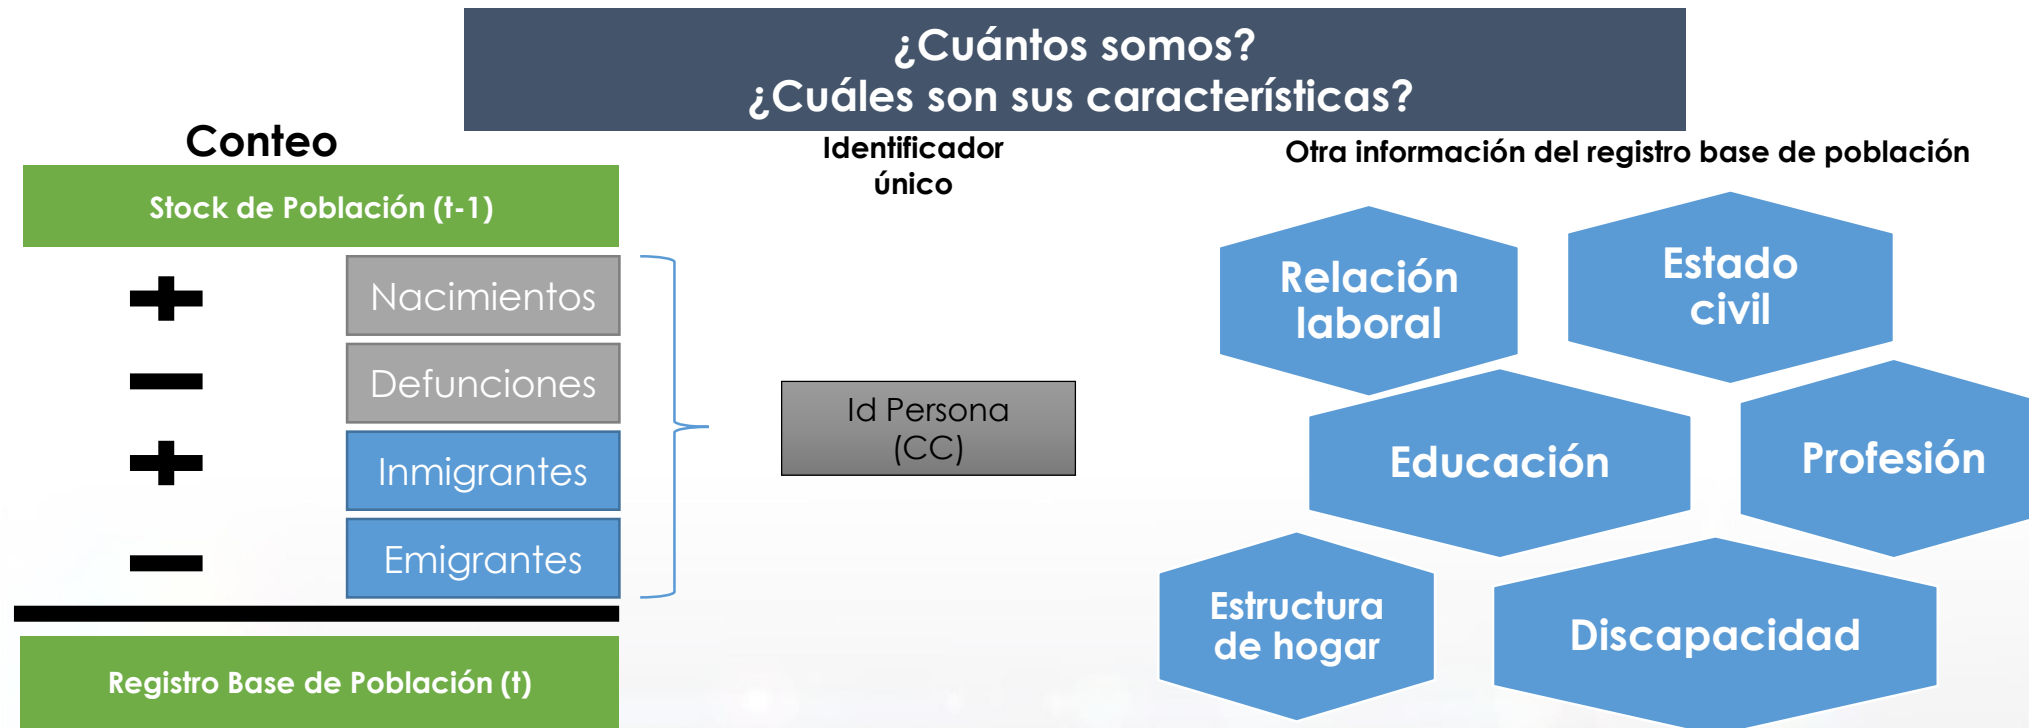 ¿Cuántos somos?
¿Cuáles son sus características?
Conteo
Stock de Población (t-1)
+
Nacimientos
−
Defunciones
+
Inmigrantes
−
Emigrantes
Registro Base de Población (t)
Identificador
único
Id Persona
(CC)
Otra información del registro base de población
Relación
laboral
Estado
civil
Educación
Profesión
Estructura
de hogar
Discapacidad